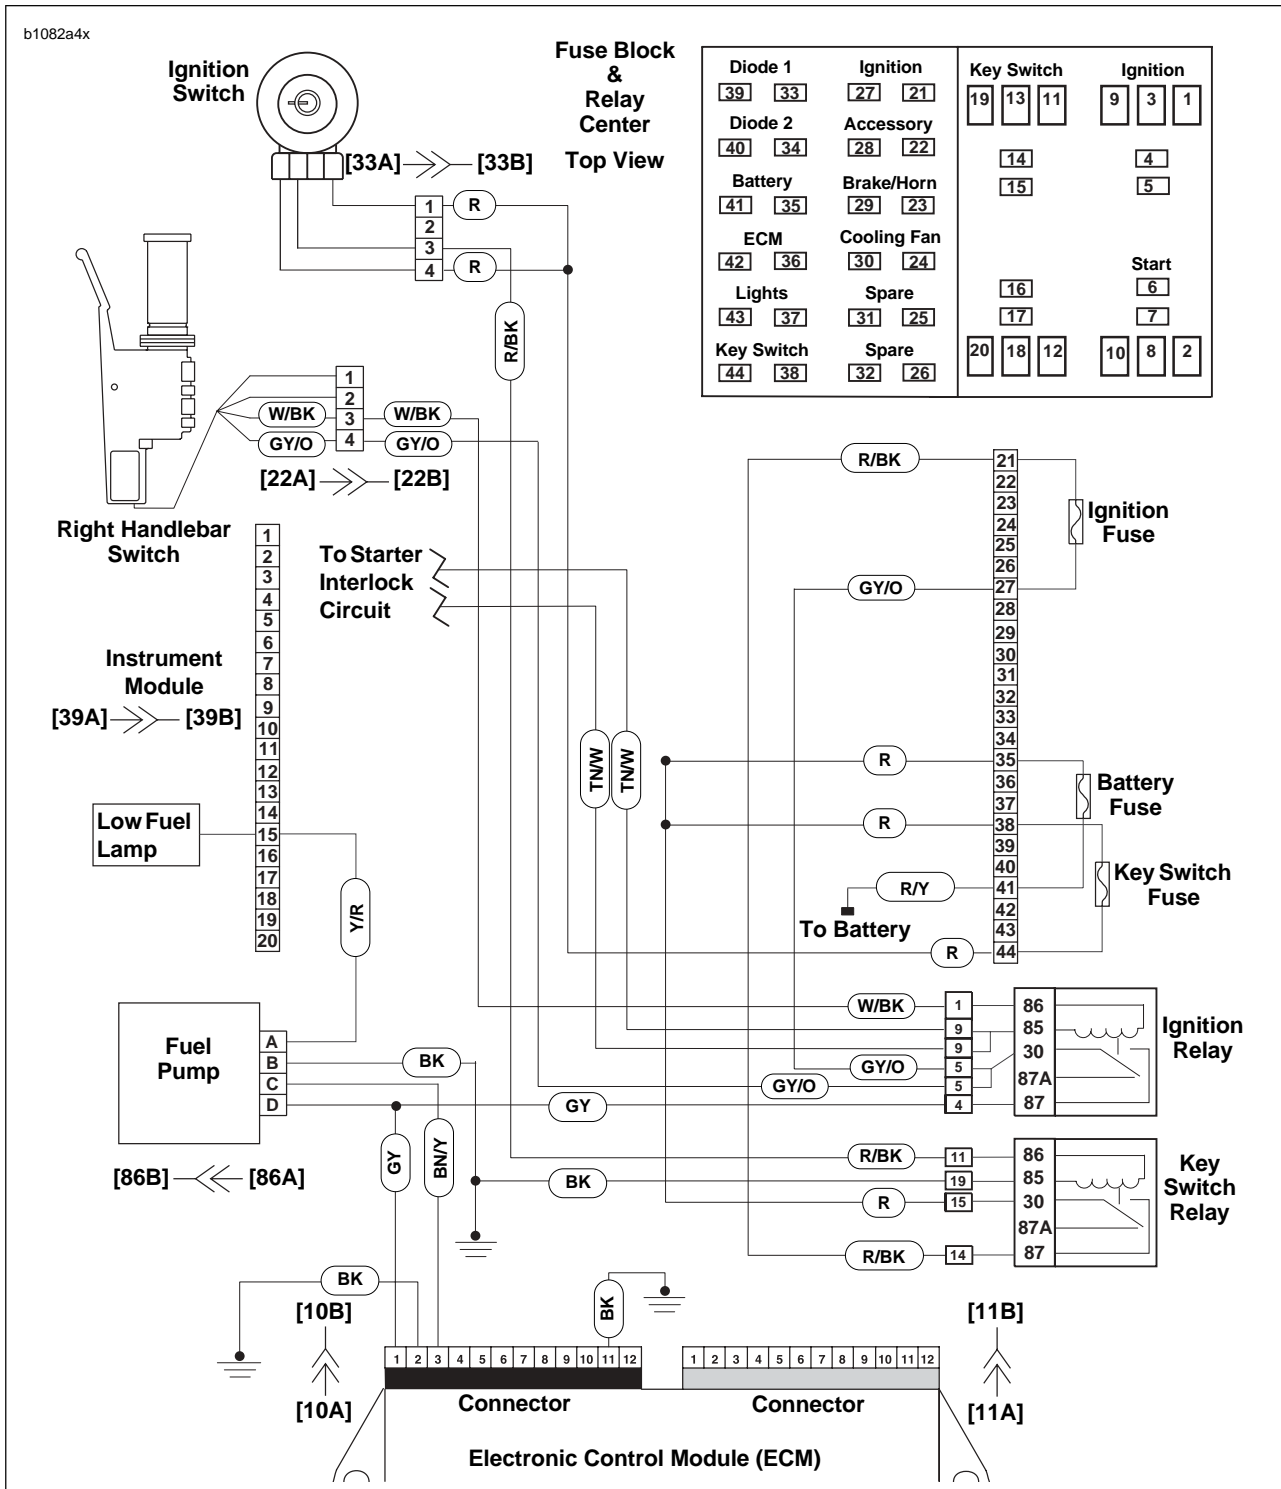 b1082a4x
Ignition
Switch
Fuse Block
&
Relay
Center
Top View
[33A] [33B]
1 R
2
3
4 R
R/BK
Diode 1 Ignition
39 33 27 21
Diode 2 Accessory
40 34 28 22
Battery Brake/Horn
41 35 29 23
ECM Cooling Fan
42 36 30 24
Lights Spare
43 37 31 25
Key Switch Spare
44 38 32 26
Key Switch Ignition
19 13 11 9 3 1
14 4
15 5
Start
16 6
17 7
20 18 12 10 8 2
1
2
W/BK 3 W/BK
GY/O 4 GY/O
[22A] [22B]
Right Handlebar
Switch
To Starter
Interlock
Circuit
TN/W
TN/W
Instrument
Module
[39A] [39B]
1
2
3
4
5
6
7
8
9
10
11
12
13
14
15
16
17
18
19
20
Low Fuel
Lamp
Y/R
R/BK 21
22
23
24
25
26
GY/O 27
28
29
30
31
32
33
34
R 35
36
37
R 38
39
40
R/Y 41
42
43
R 44
Ignition
Fuse
Battery
Fuse
Key Switch
Fuse
To Battery
Fuel
Pump
A
B BK
C
D
GY
GY
BN/Y
[86B] [86A]
W/BK 1 86
9 85
9 30
GY/O 5 87A
GY/O 5
4 87
Ignition
Relay
R/BK 11 86
BK 19 85
R 15 30
87A
R/BK 14 87
Key
Switch
Relay
BK
BK
[10B]
[10A]
[11B]
[11A]
1 2 3 4 5 6 7 8 9 10 11 12
1 2 3 4 5 6 7 8 9 10 11 12
Connector
Connector
Electronic Control Module (ECM)